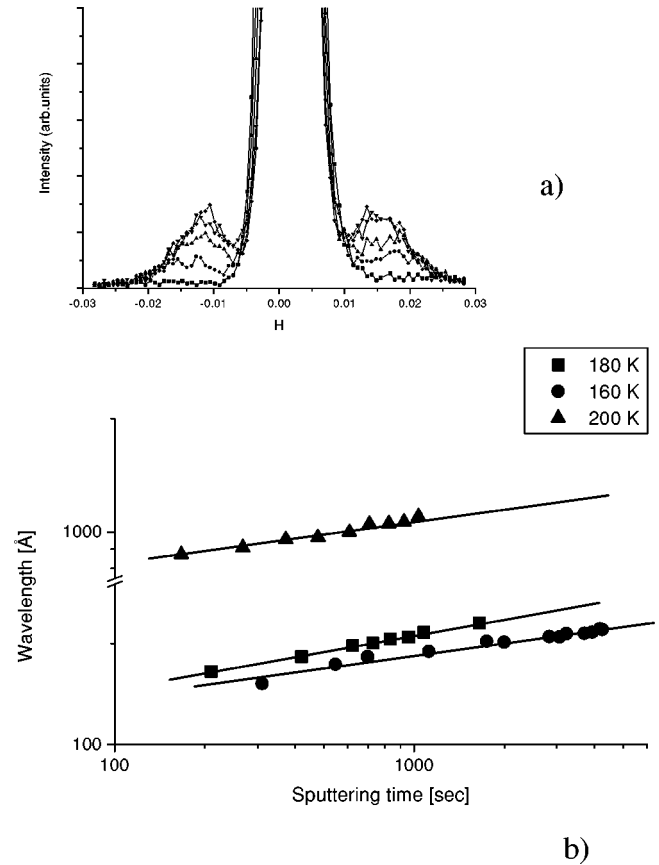 Intensity (arb.units)
a)
-0.03 -0.02 -0.01 0.00 0.01 0.02 0.03
H
180 K
160 K
200 K
Wavelength [Å]
1000
100
100 1000
Sputtering time [sec]
b)